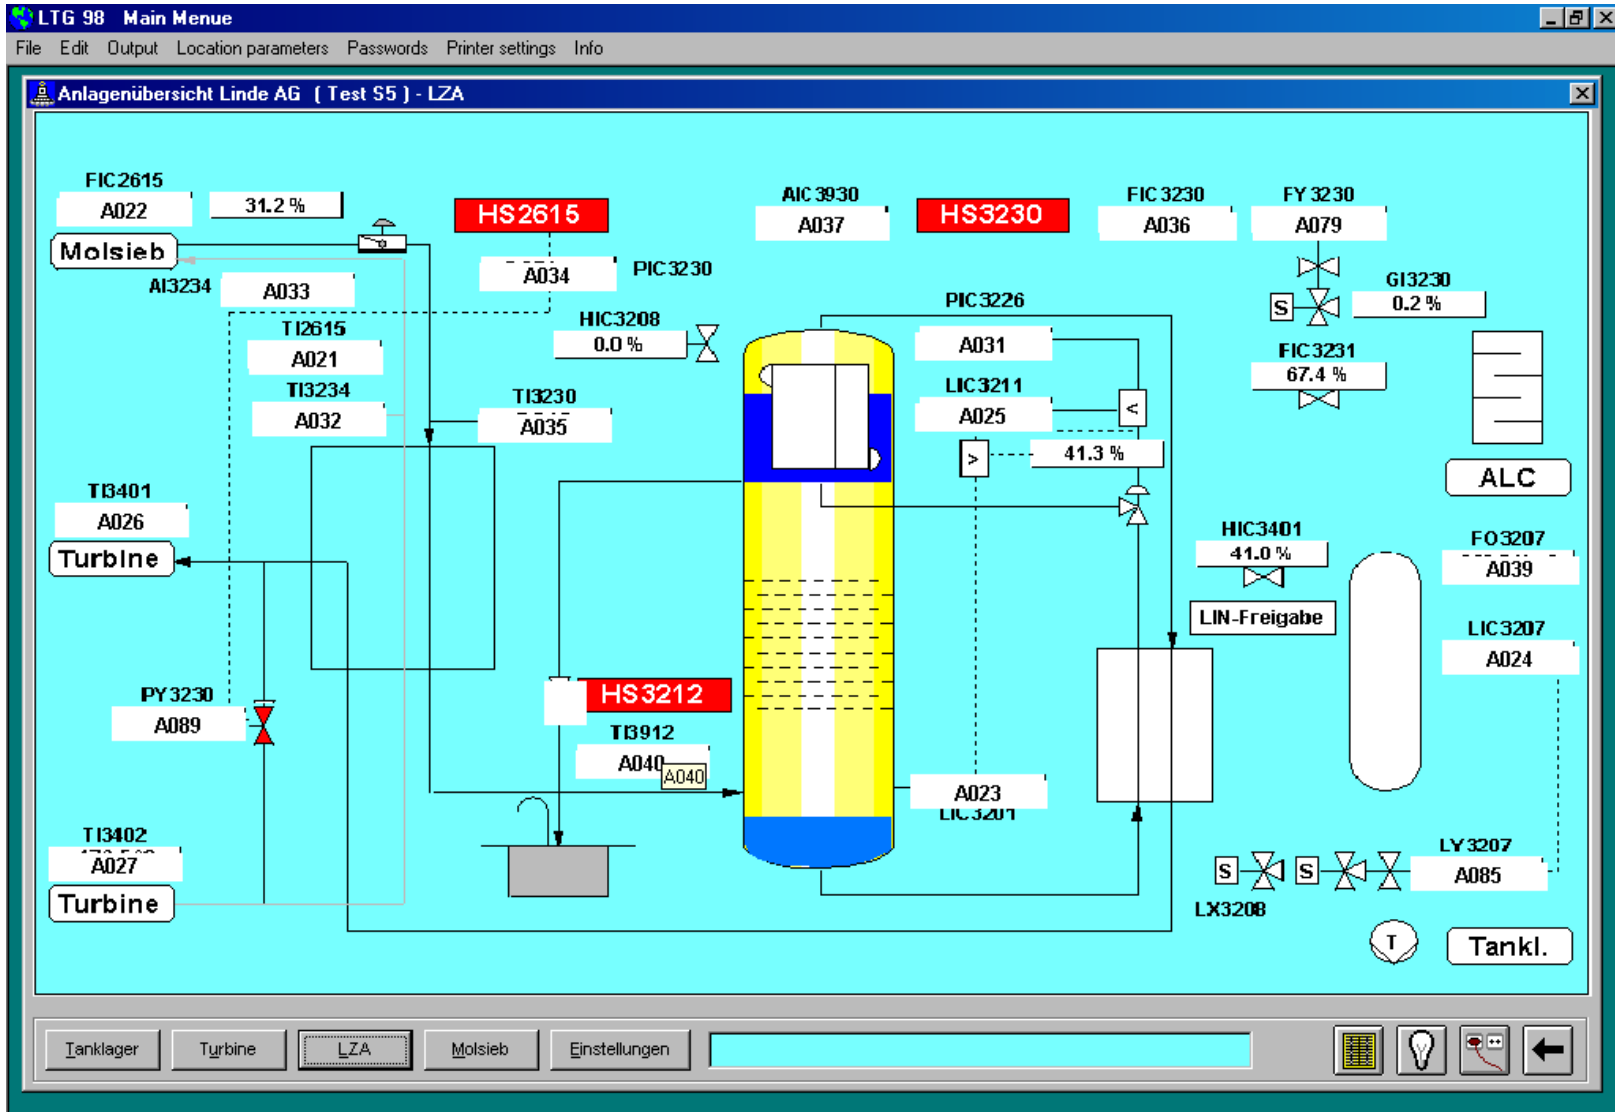 LTG 98 Main Menue
File Edit Output Location parameters Passwords Printer settings Info
Anlagenübersicht Linde AG ( Test S5 ) - LZA
FIC2615
A022
31.2 %
Molsieb
AI3234
A033
TI2615
A021
TI3234
A032
HS2615
A034
PIC3230
HIC3208
0.0 %
TI3230
A035
AIC3930
A037
HS3230
FIC3230
A036
FY3230
A079
S
GI3230
0.2 %
FIC3231
67.4 %
PIC3226
A031
LIC3211
A025
<
>
41.3 %
ALC
TI3401
A026
Turbine
HIC3401
41.0 %
LIN-Freigabe
FO3207
A039
LIC3207
A024
PY3230
A089
HS3212
TI3912
A040
A040
A023
LIC3201
TI3402
A027
Turbine
S
S
LX3208
LY3207
A085
T
Tankl.
Tanklager Turbine LZA Molsieb Einstellungen